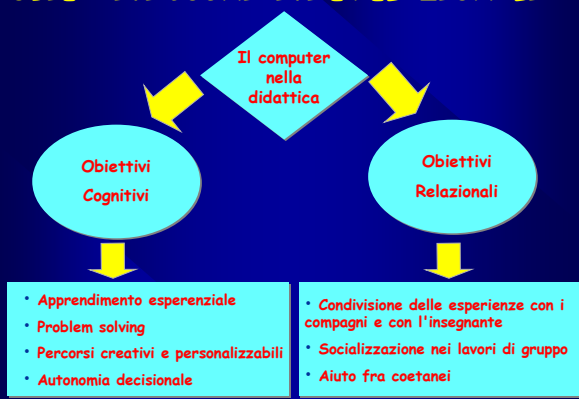 Il computer
nella
didattica
Obiettivi
Cognitivi
Obiettivi
Relazionali
• Apprendimento esperenziale
• Problem solving
• Percorsi creativi e personalizzabili
• Autonomia decisionale
• Condivisione delle esperienze con i
compagni e con l'insegnante
• Socializzazione nei lavori di gruppo
• Aiuto fra coetanei